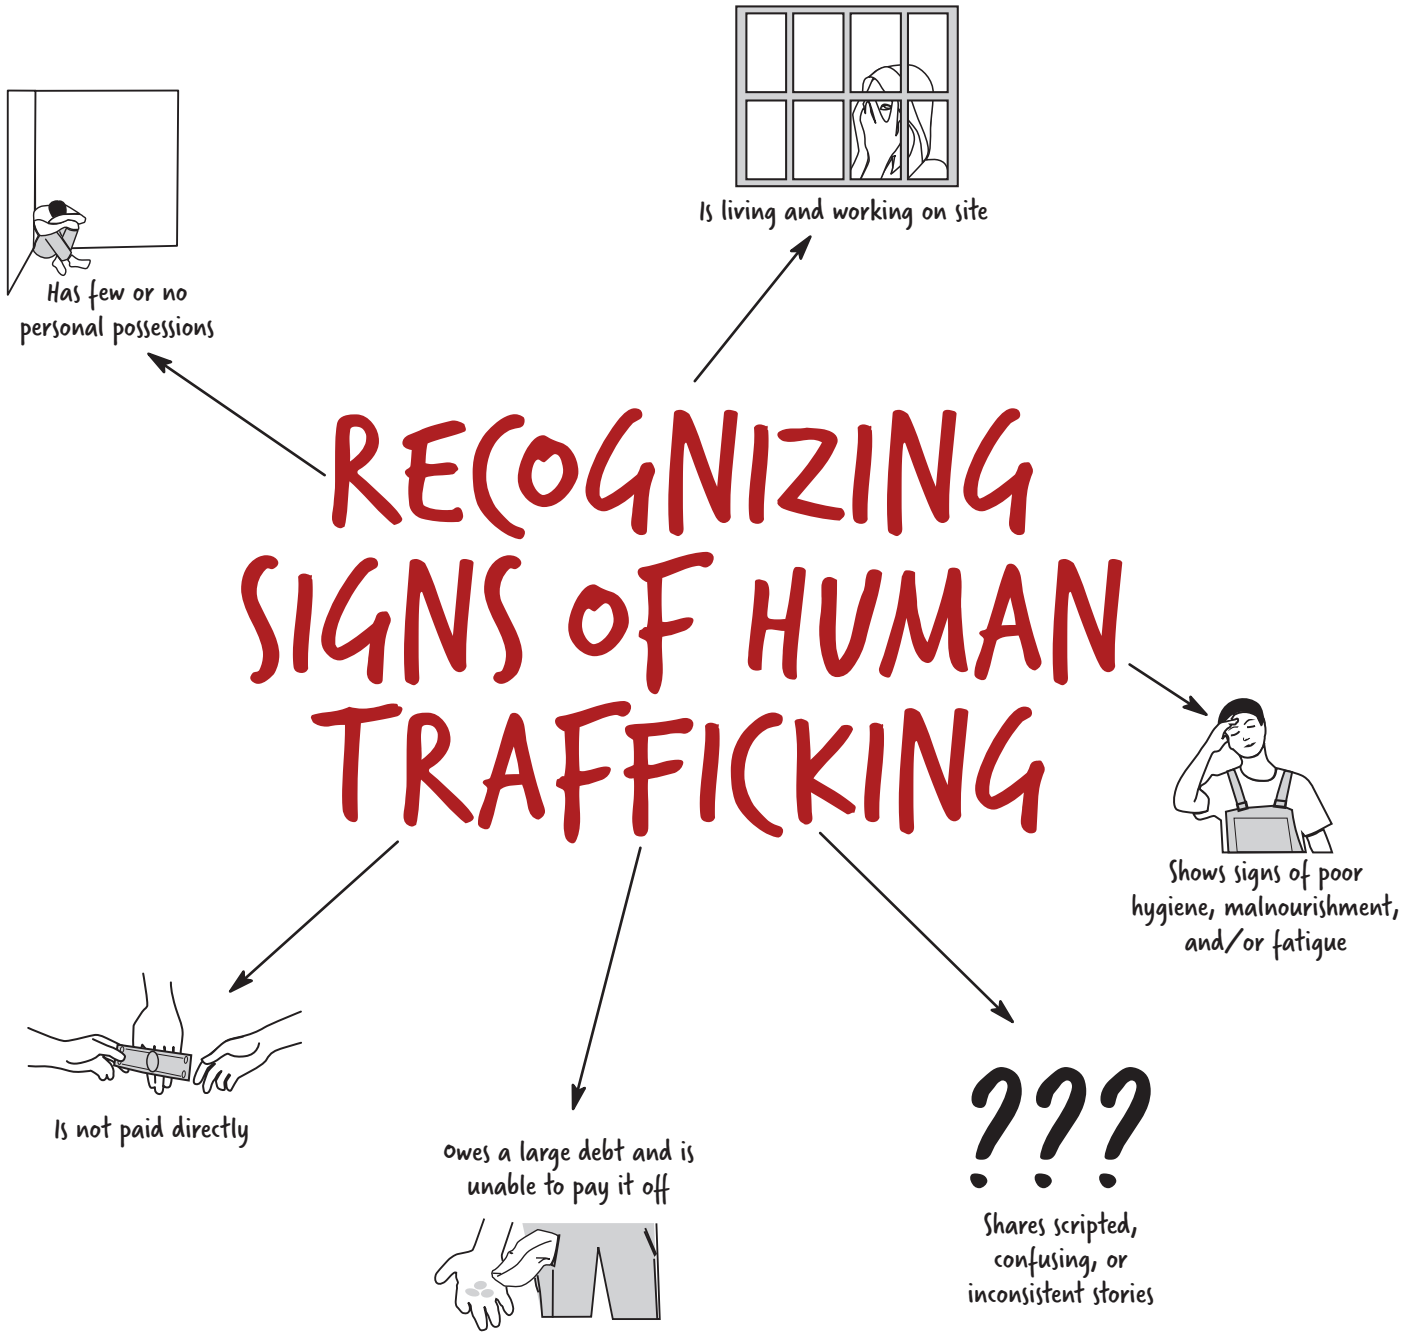 Is living and working on site
Has few or no
personal possessions
RECOGNIZING
SIGNS OF HUMAN
TRAFFICKING
Shows signs of poor
hygiene, malnourishment,
and/or fatigue
Is not paid directly
Owes a large debt and is
unable to pay it off
???
Shares scripted,
confusing, or
inconsistent stories